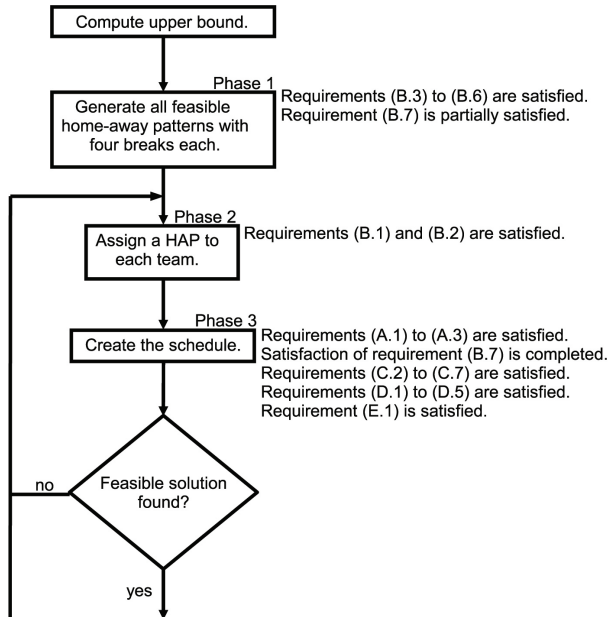 Compute upper bound.
Phase 1
Generate all feasible
home-away patterns with
four breaks each.
Requirements (B.3) to (B.6) are satisfied.
Requirement (B.7) is partially satisfied.
Phase 2
Assign a HAP to
each team.
Requirements (B.1) and (B.2) are satisfied.
Phase 3
Create the schedule.
Requirements (A.1) to (A.3) are satisfied.
Satisfaction of requirement (B.7) is completed.
Requirements (C.2) to (C.7) are satisfied.
Requirements (D.1) to (D.5) are satisfied.
Requirement (E.1) is satisfied.
Feasible solution
found?
no
yes